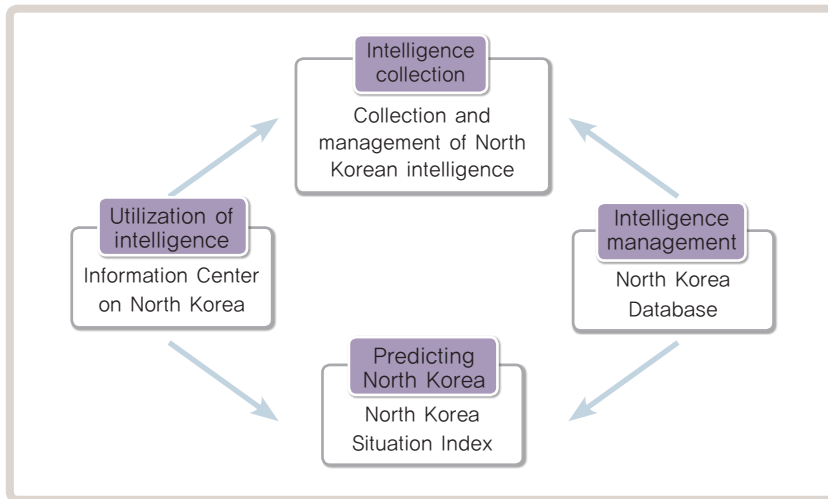 Intelligence
collection
Collection and
management of North
Korean intelligence
Utilization of
intelligence
Information Center
on North Korea
Intelligence
management
North Korea
Database
Predicting
North Korea
North Korea
Situation Index